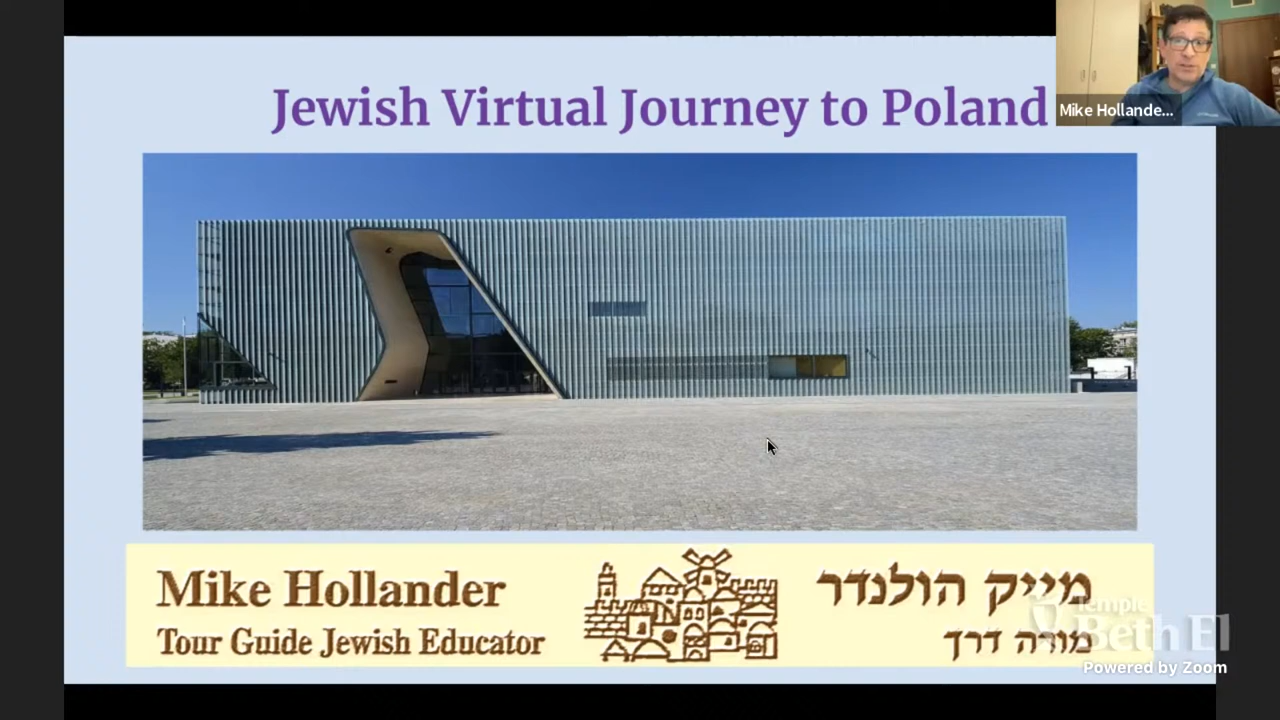 Jewish Virtual Journey to Poland
Mike Hollande...
Mike Hollander
Tour Guide Jewish Educator
מייק הולנדר
מורה דרך
Temple
Beth El
Powered by Zoom